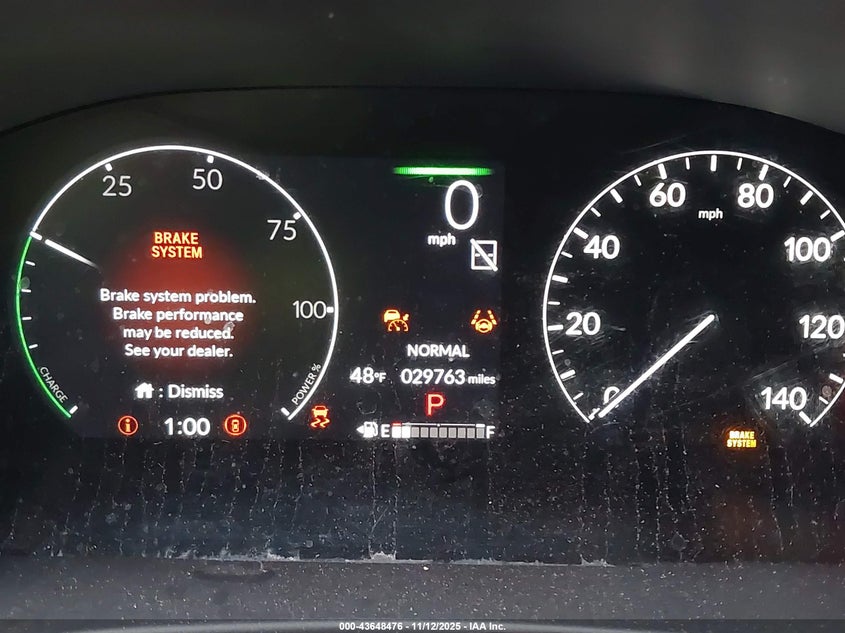 25
50
75
100
CHARGE
POWER %
BRAKE
SYSTEM
Brake system problem.
Brake performance
may be reduced.
See your dealer.
: Dismiss
1:00
0
mph
NORMAL
48°F 029763 miles
P
E F
0
20
40
60
80
100
120
140
mph
BRAKE
SYSTEM
000-43648476 - 11/12/2025 - IAA Inc.